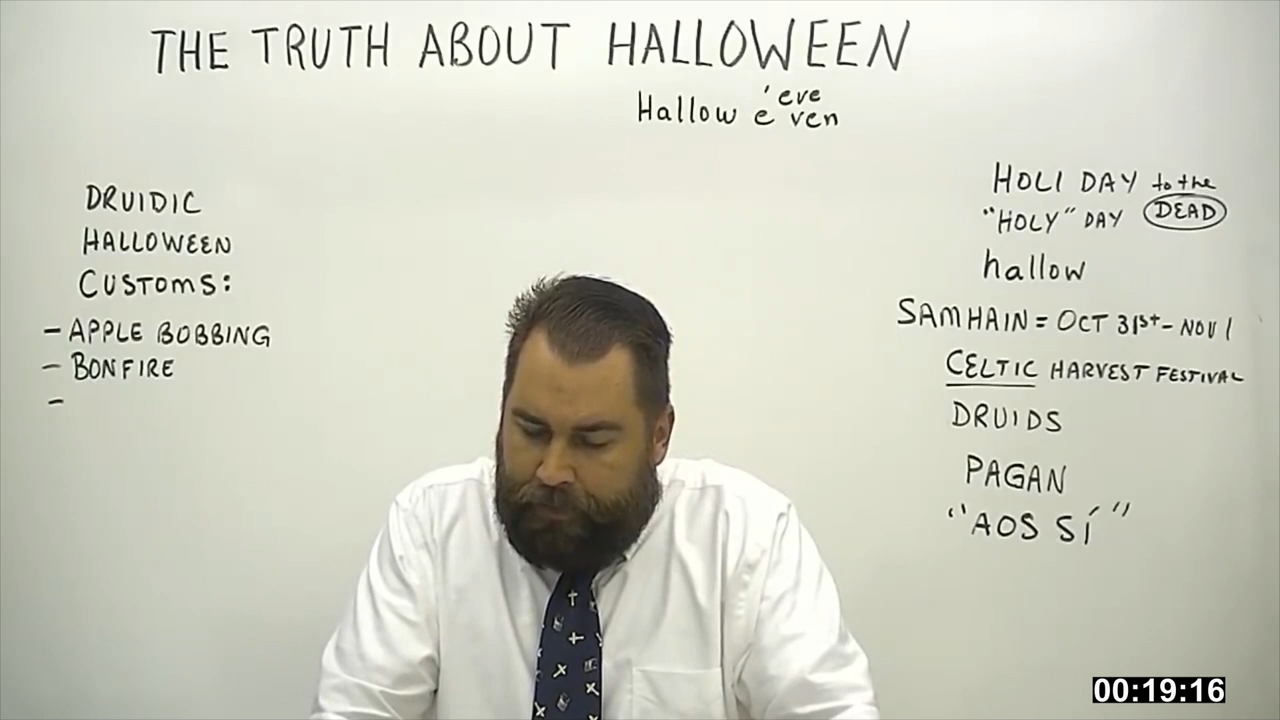 THE TRUTH ABOUT HALLOWEEN
'eve
Hallow e ven
DRUIDIC
HALLOWEEN
CUSTOMS:
- APPLE BOBBING
- BONFIRE
-
HOLI DAY to the
"HOLY" DAY DEAD
hallow
SAMHAIN = OCT 31st - NOV 1
CELTIC HARVEST FESTIVAL
DRUIDS
PAGAN
"AOS SÍ"
00:19:16